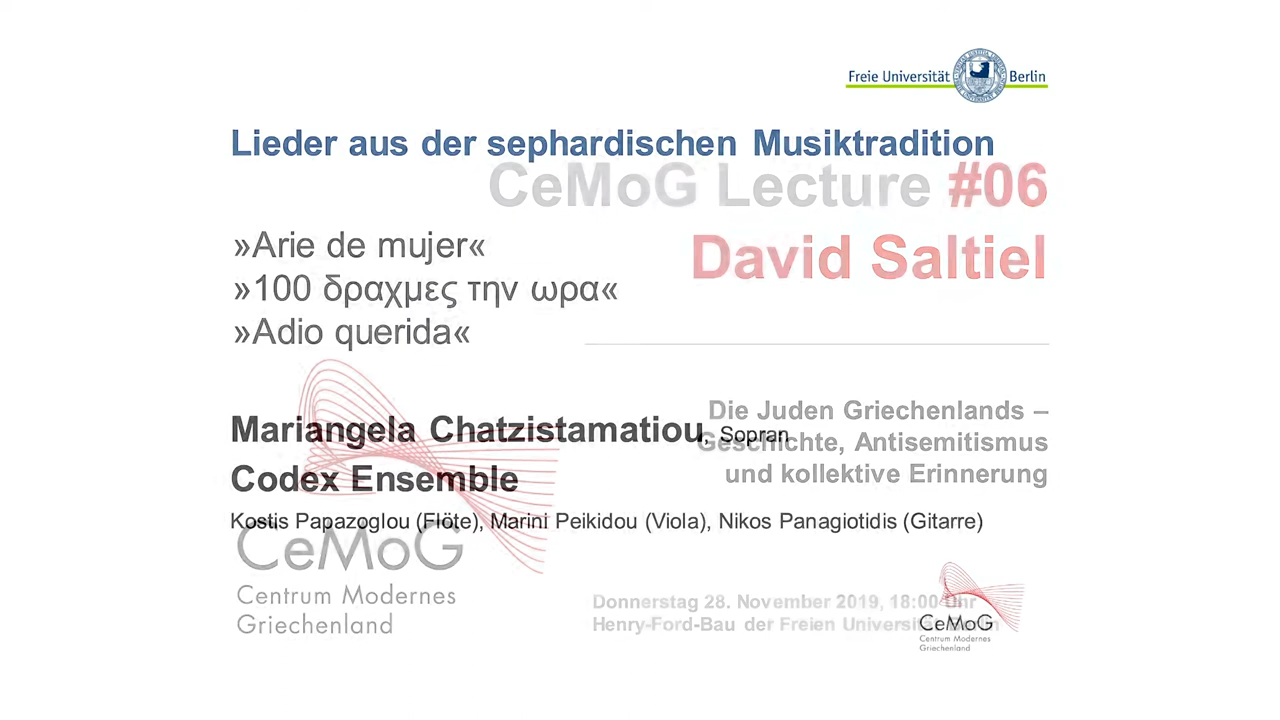 Freie Universität Berlin
Lieder aus der sephardischen Musiktradition
CeMoG Lecture #06
»Arie de mujer«
David Saltiel
»100 δραχμες την ωρα«
»Adio querida«
Die Juden Griechenlands –
Mariangela Chatzistamatiou, Sopran
Geschichte, Antisemitismus
und kollektive Erinnerung
Codex Ensemble
Kostis Papazoglou (Flöte), Marini Peikidou (Viola), Nikos Panagiotidis (Gitarre)
CeMoG
Centrum Modernes
Griechenland
Donnerstag 28. November 2019, 18:00 Uhr
Henry-Ford-Bau der Freien Universität Berlin
CeMoG
Centrum Modernes
Griechenland